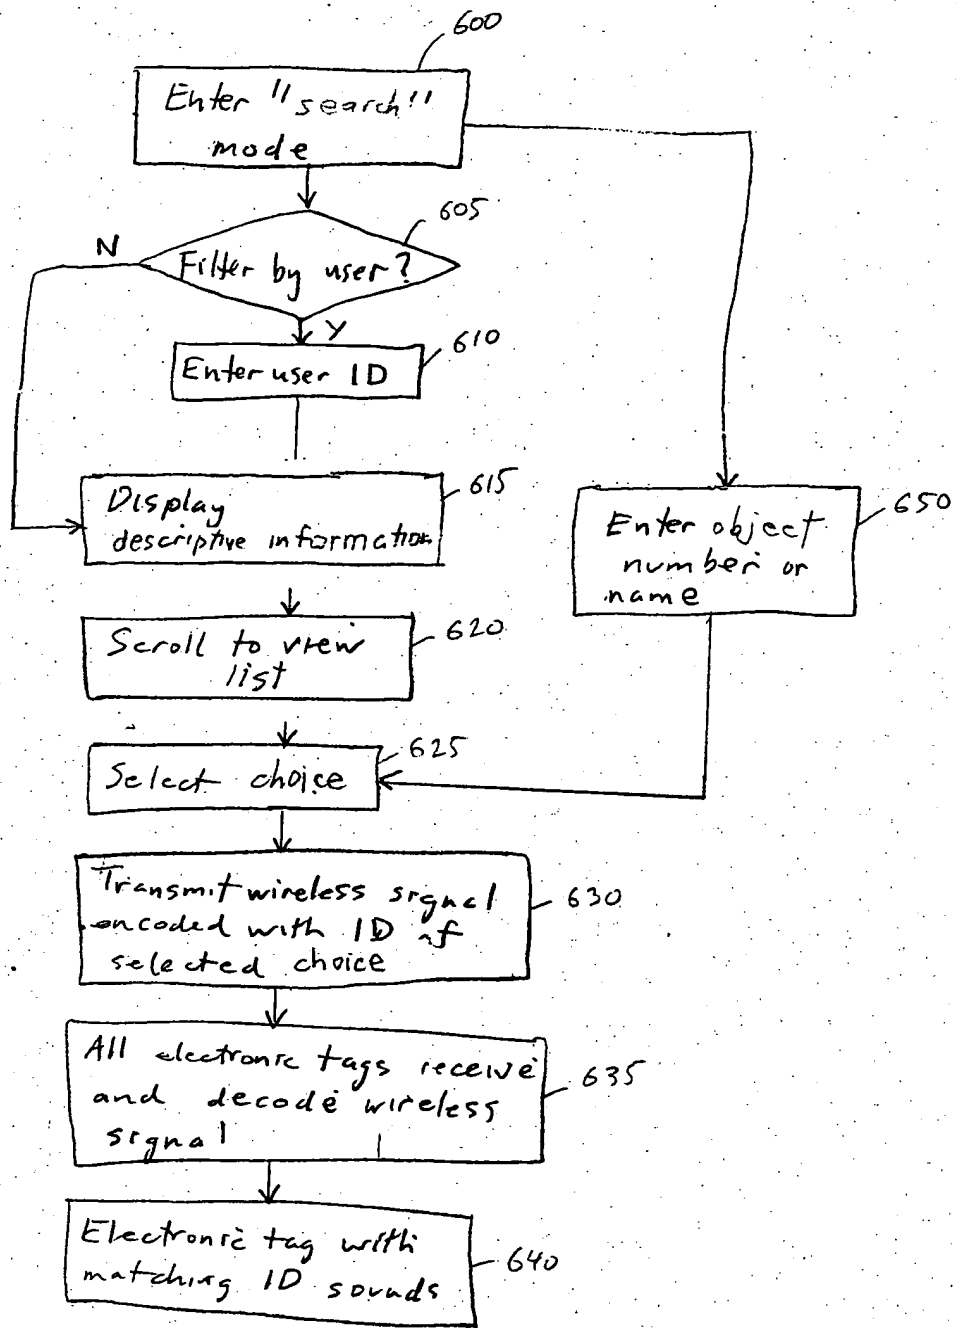 600
Enter "search"
mode
605
N
Filter by user?
Y
610
Enter user ID
615
Display
descriptive information
650
Enter object
number or
name
620
Scroll to view
list
625
Select choice
Transmit wireless signal
encoded with ID of
selected choice
630
All electronic tags receive
and decode wireless
signal
635
Electronic tag with
matching ID sounds
640